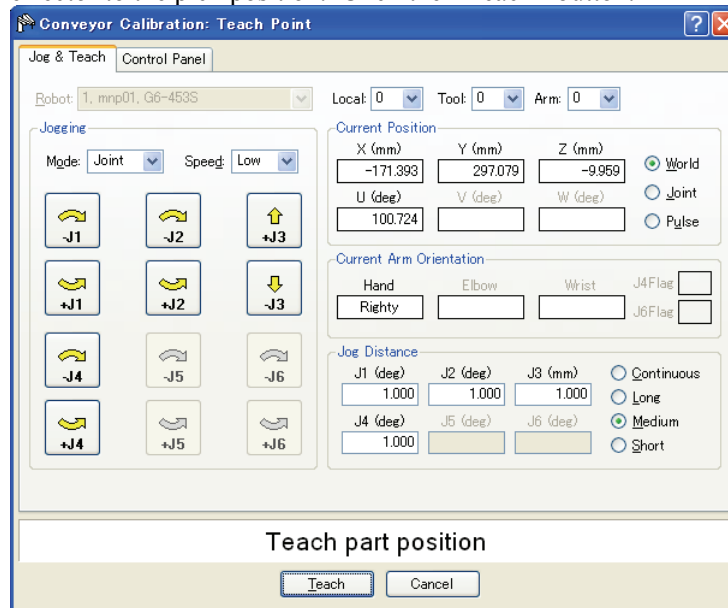 Conveyor Calibration: Teach Point
Jog & Teach Control Panel
Robot: 1, mnp01, G6-453S Local: 0 Tool: 0 Arm: 0
Jogging
Mode: Joint Speed: Low
-J1 -J2 +J3
+J1 +J2 -J3
-J4 -J5 -J6
+J4 +J5 +J6
Current Position
X (mm) Y (mm) Z (mm)
-171.393 297.079 -9.959
U (deg) V (deg) W (deg)
100.724
World
Joint
Pulse
Current Arm Orientation
Hand Elbow Wrist J4Flag
Righty J6Flag
Jog Distance
J1 (deg) J2 (deg) J3 (mm)
1.000 1.000 1.000
J4 (deg) J5 (deg) J6 (deg)
1.000
Continuous
Long
Medium
Short
Teach part position
Teach Cancel